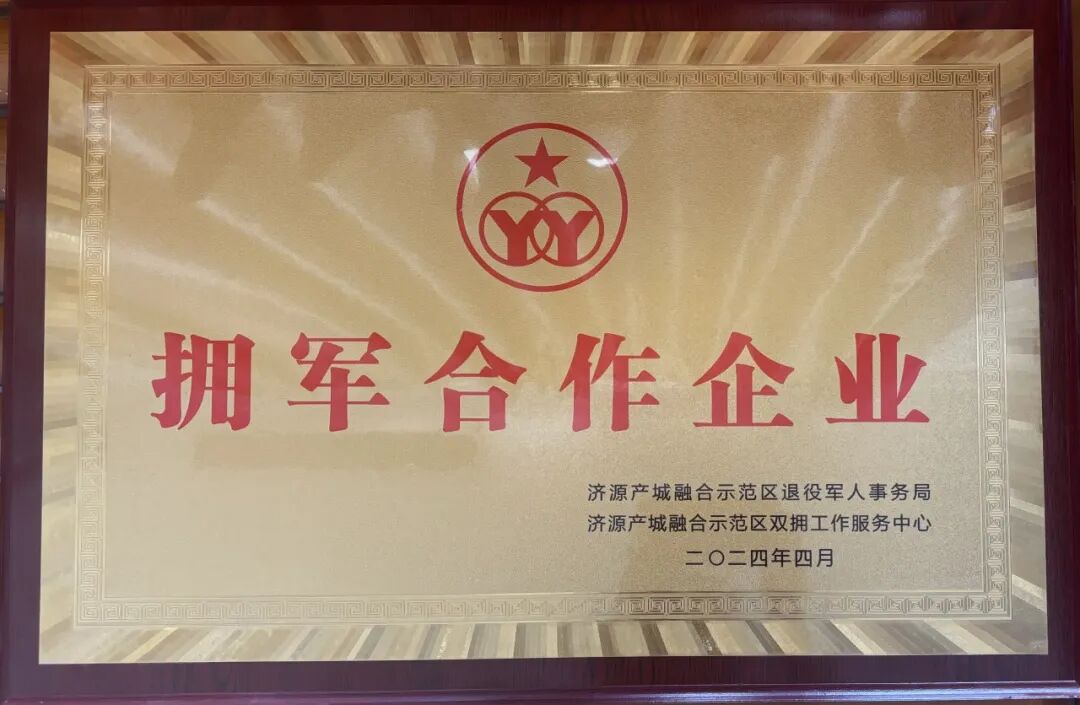 YY
拥军合作企业
济源产城融合示范区退役军人事务局
济源产城融合示范区双拥工作服务中心
二〇二四年四月